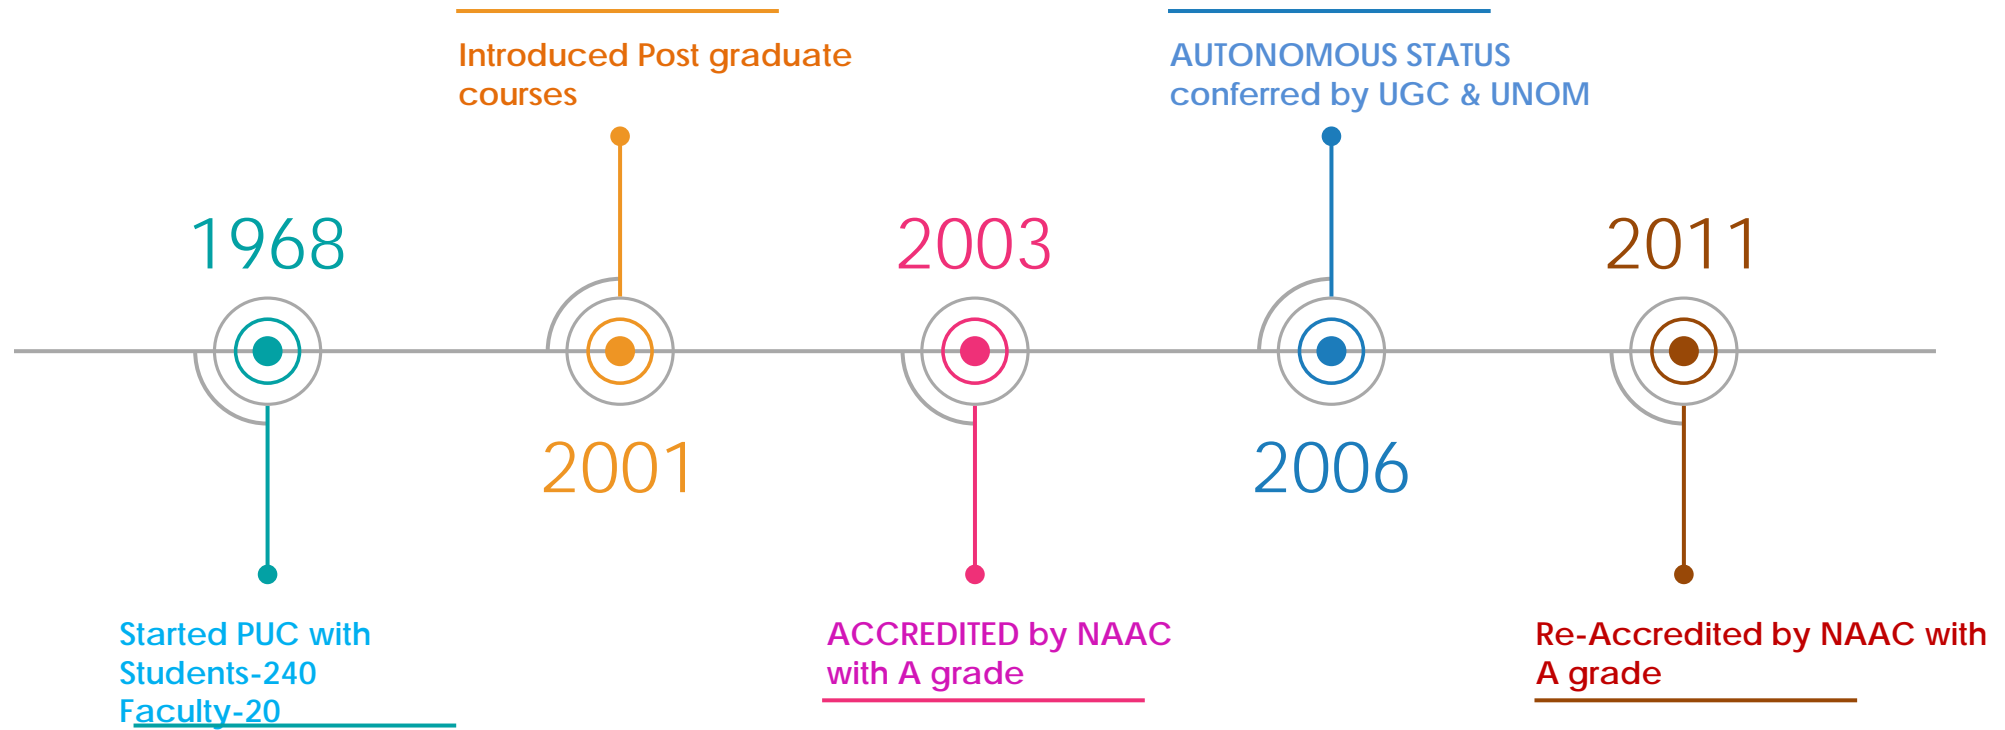 Introduced Post graduate
courses
AUTONOMOUS STATUS
conferred by UGC & UNOM
1968
2003
2011
2001
2006
Started PUC with
Students-240
Faculty-20
ACCREDITED by NAAC
with A grade
Re-Accredited by NAAC with
A grade